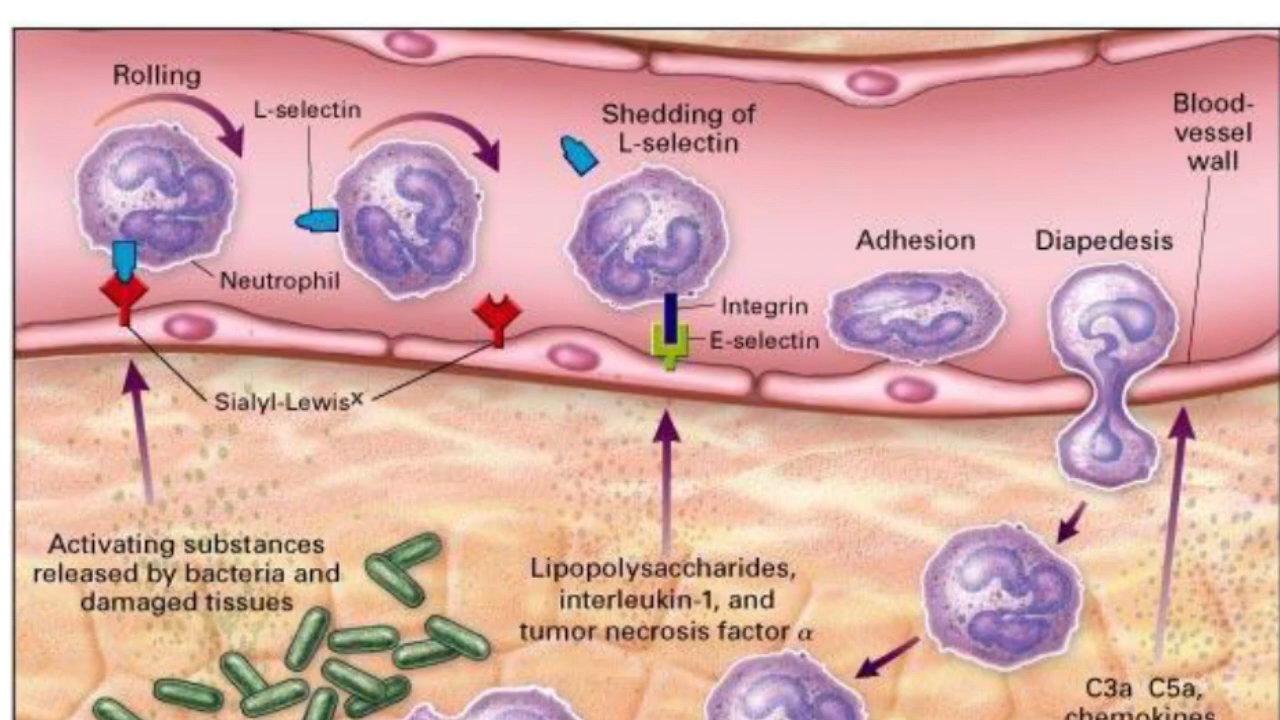 Rolling
L-selectin
Shedding of
L-selectin
Blood-
vessel
wall
Adhesion
Diapedesis
Neutrophil
Integrin
E-selectin
Sialyl-Lewisˣ
Activating substances
released by bacteria and
damaged tissues
Lipopolysaccharides,
interleukin-1, and
tumor necrosis factor α
C3a C5a,
chemokines